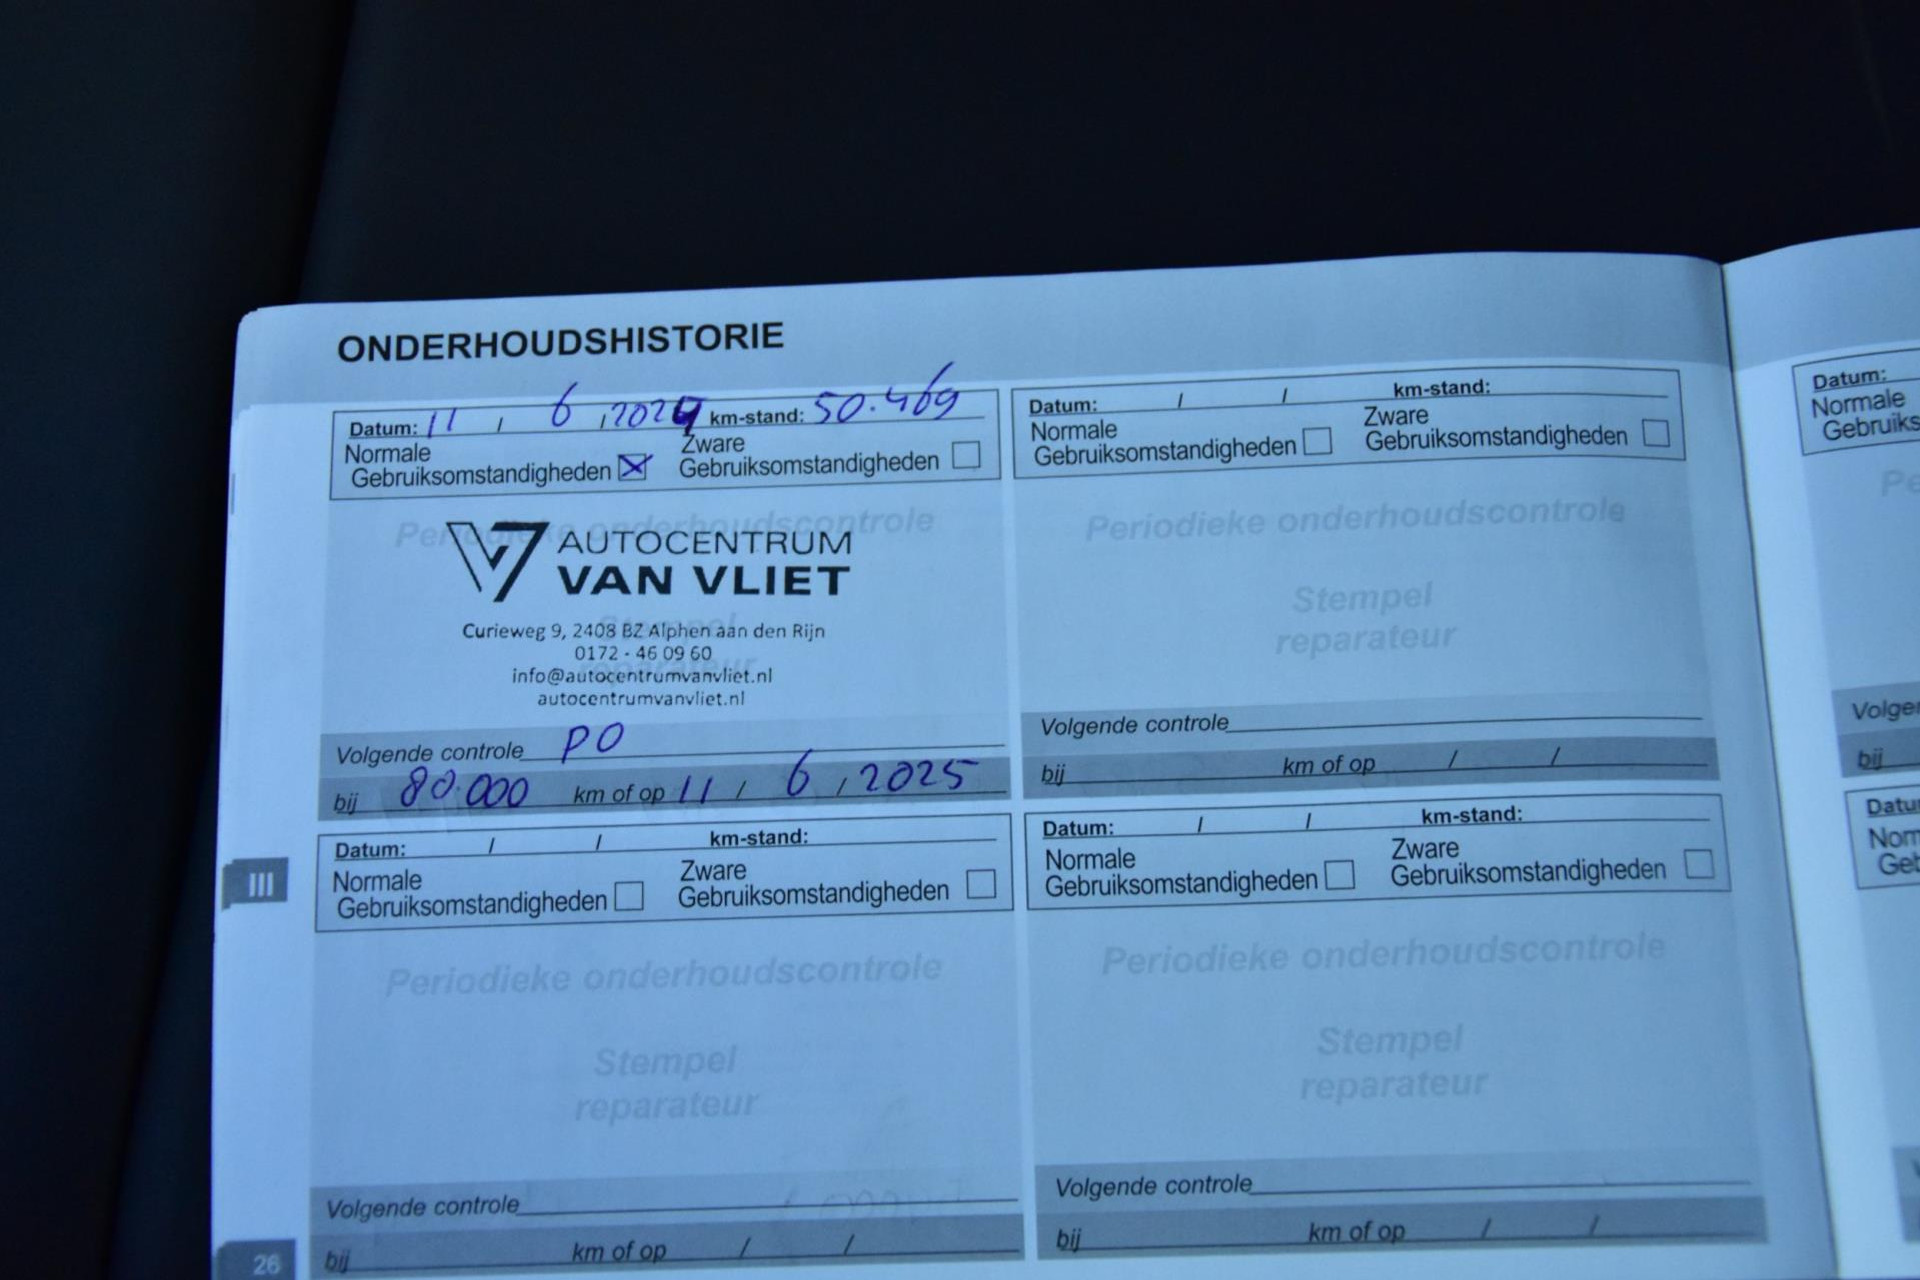 ONDERHOUDSHISTORIE
Datum: 11 / 6 / 2024 km-stand: 50.469
Normale Gebruiksomstandigheden ☒ Zware Gebruiksomstandigheden ☐
Periodieke onderhoudscontrole
AUTOCENTRUM
VAN VLIET
Stempel
reparateur
Curieweg 9, 2408 BZ Alphen aan den Rijn
0172 - 46 09 60
info@autocentrumvanvliet.nl
autocentrumvanvliet.nl
Volgende controle PO
bij 80.000 km of op 11 / 6 / 2025
Datum: / / km-stand:
Normale Gebruiksomstandigheden ☐ Zware Gebruiksomstandigheden ☐
Periodieke onderhoudscontrole
Stempel
reparateur
Volgende controle
bij km of op / /
Datum: / / km-stand:
Normale Gebruiksomstandigheden ☐ Zware Gebruiksomstandigheden ☐
Periodieke onderhoudscontrole
Stempel
reparateur
Volgende controle
bij km of op / /
Datum: / / km-stand:
Normale Gebruiksomstandigheden ☐ Zware Gebruiksomstandigheden ☐
Periodieke onderhoudscontrole
Stempel
reparateur
Volgende controle
bij km of op / /
III
26
Datum:
Normale
bij